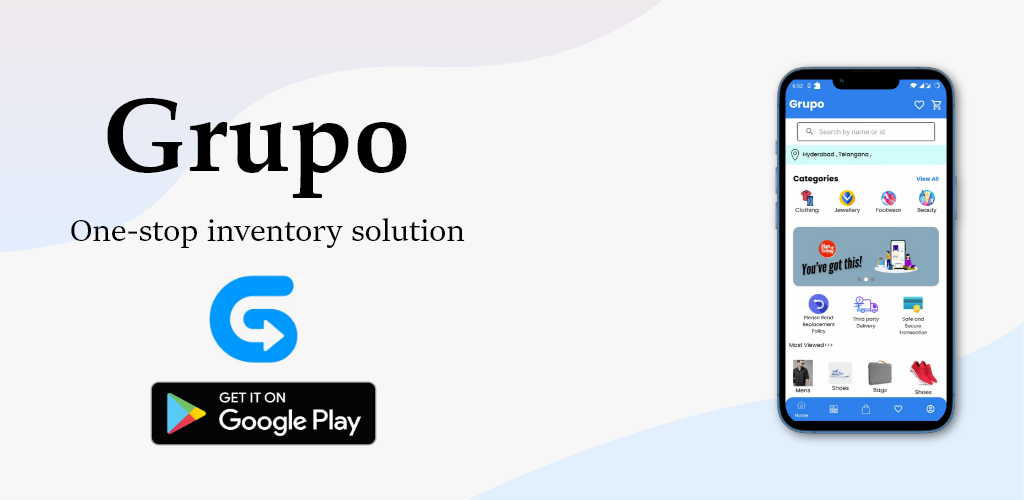 Grupo
One-stop inventory solution
GET IT ON
Google Play
5:52
Grupo
Search by name or id
Hyderabad , Telangana ,
Categories View All
Clothing Jewellery Footwear Beauty
You've got this!
Please Read
Replacement
Policy
Third party
Delivery
Safe and
Secure
Transaction
Most Viewed>>>
Mens Shoes Bags Shoes
Home